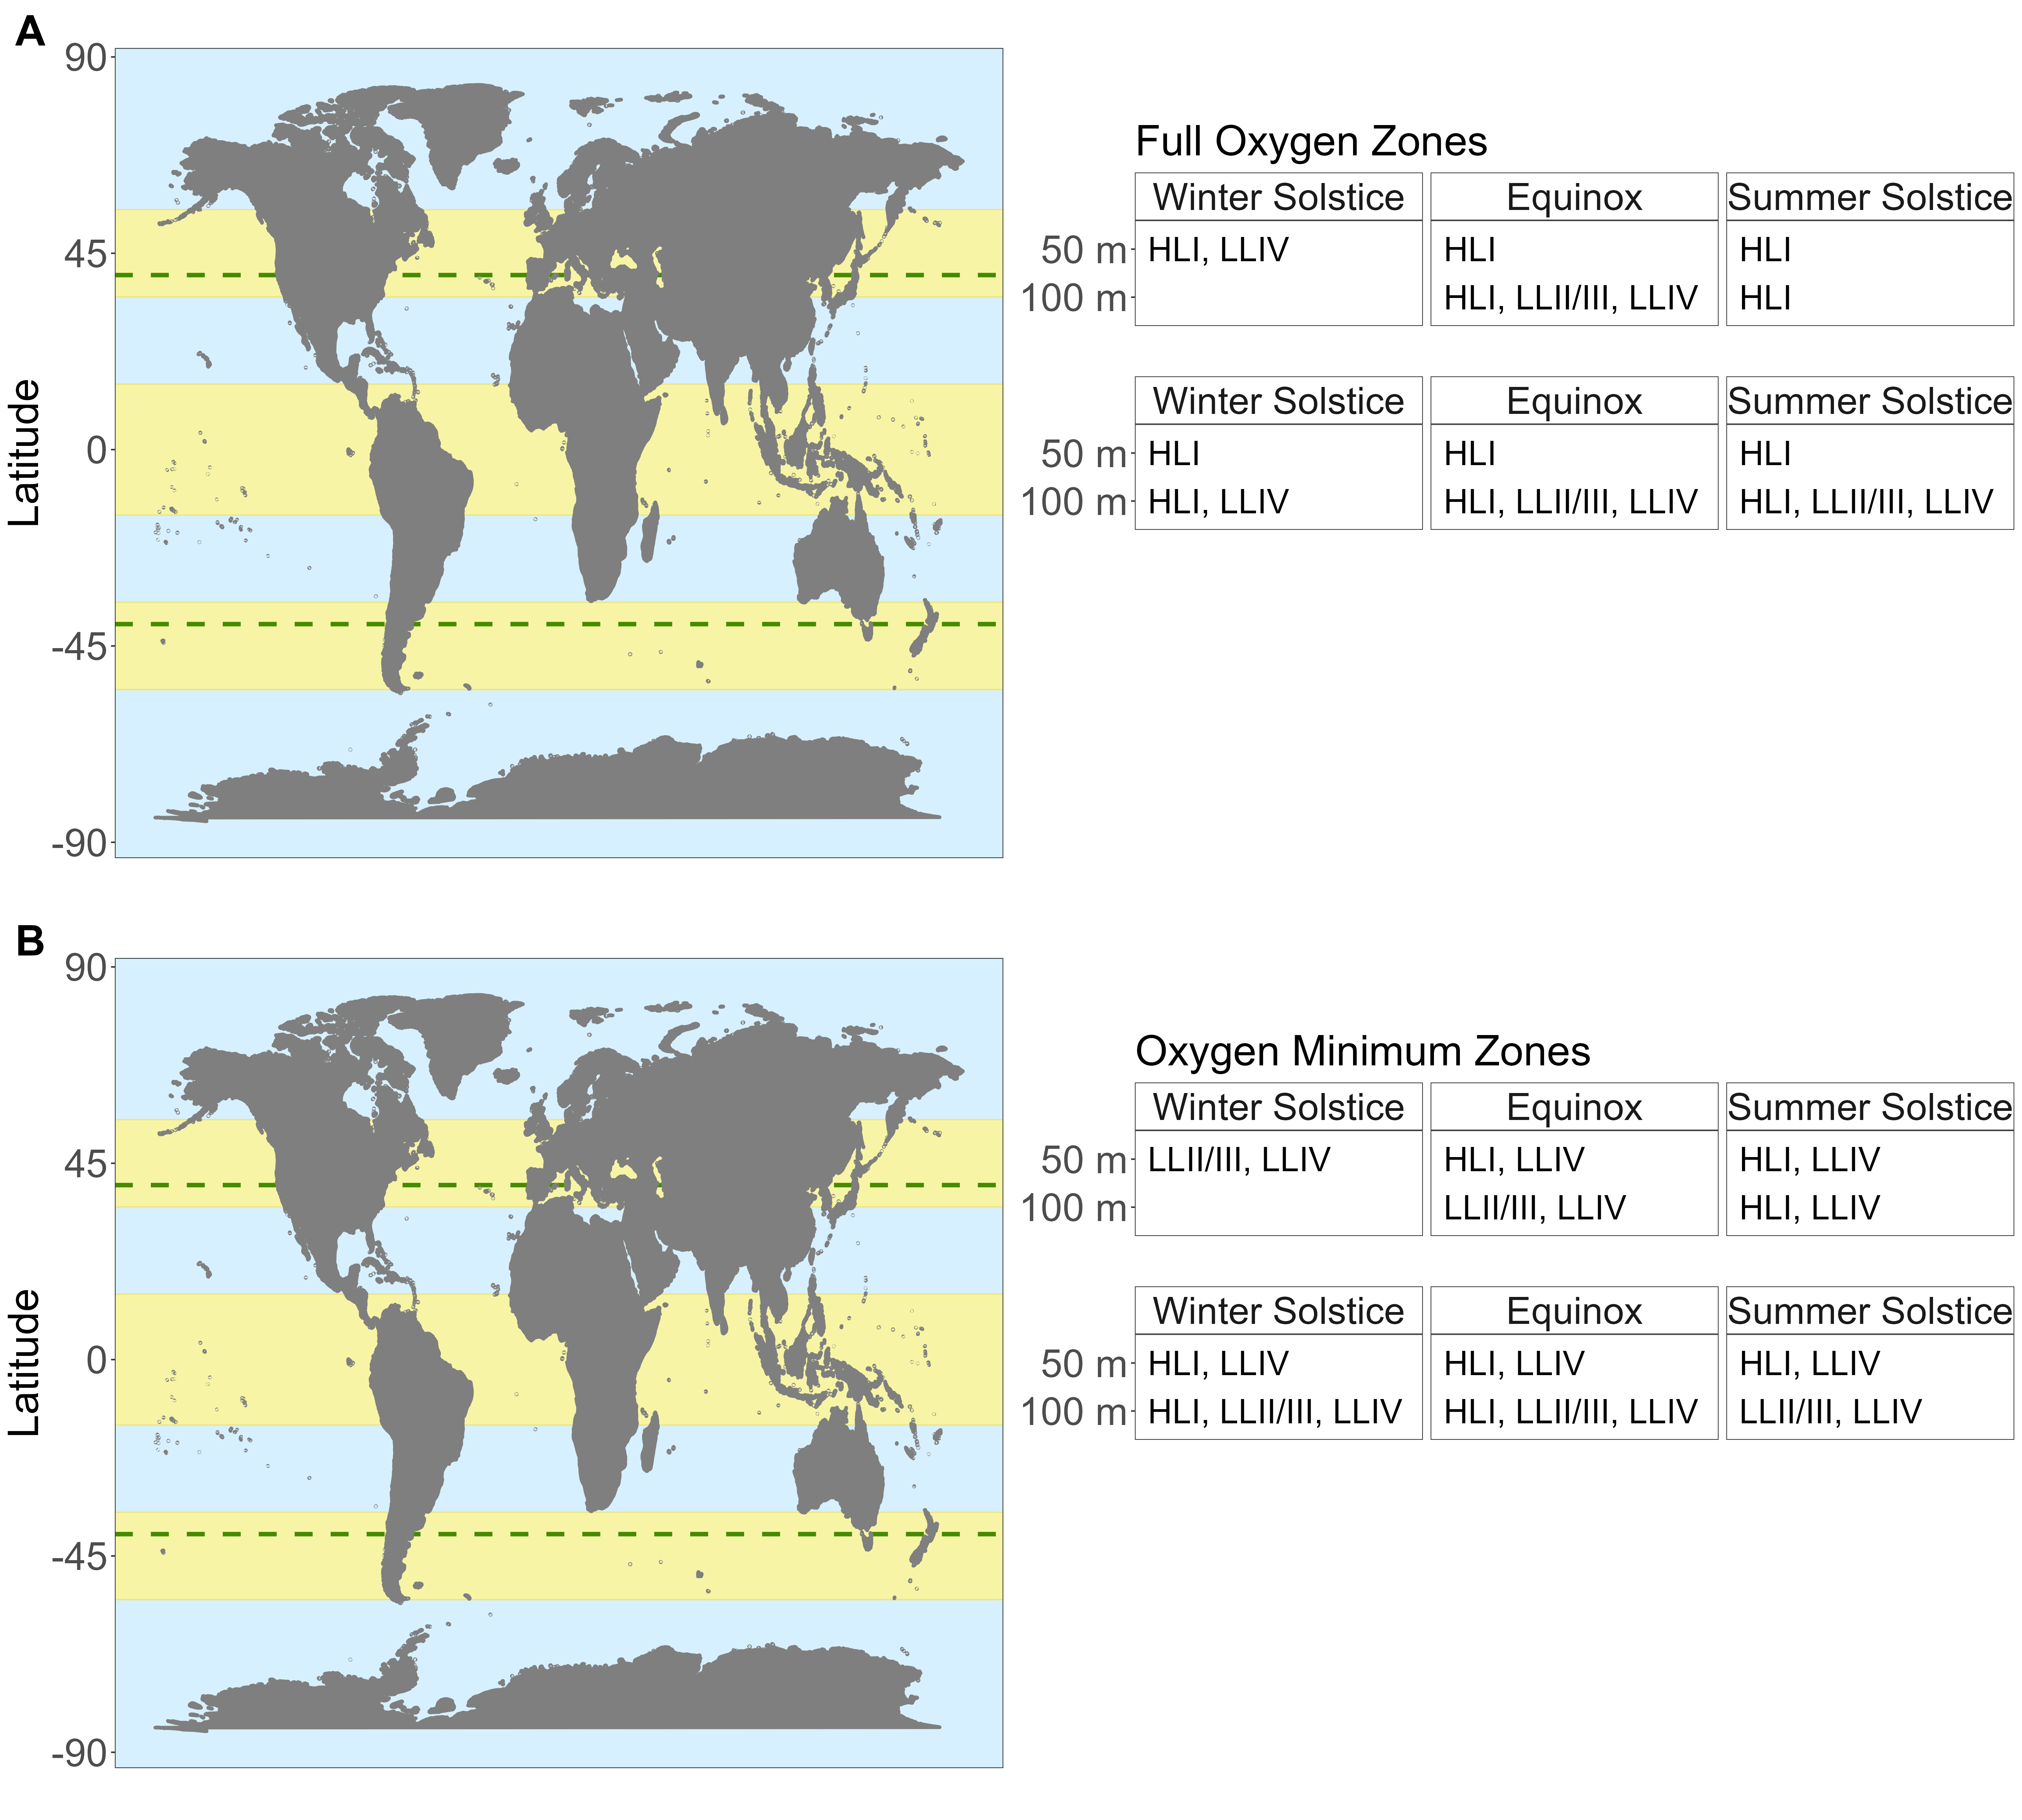 A
90
45
0
-45
-90
Latitude
Full Oxygen Zones
Winter Solstice Equinox Summer Solstice
50 m HLI, LLIV HLI HLI
100 m HLI, LLII/III, LLIV HLI
Winter Solstice Equinox Summer Solstice
50 m HLI HLI HLI
100 m HLI, LLIV HLI, LLII/III, LLIV HLI, LLII/III, LLIV
B
90
45
0
-45
-90
Latitude
Oxygen Minimum Zones
Winter Solstice Equinox Summer Solstice
50 m LLII/III, LLIV HLI, LLIV HLI, LLIV
100 m LLII/III, LLIV HLI, LLIV
Winter Solstice Equinox Summer Solstice
50 m HLI, LLIV HLI, LLIV HLI, LLIV
100 m HLI, LLII/III, LLIV HLI, LLII/III, LLIV LLII/III, LLIV